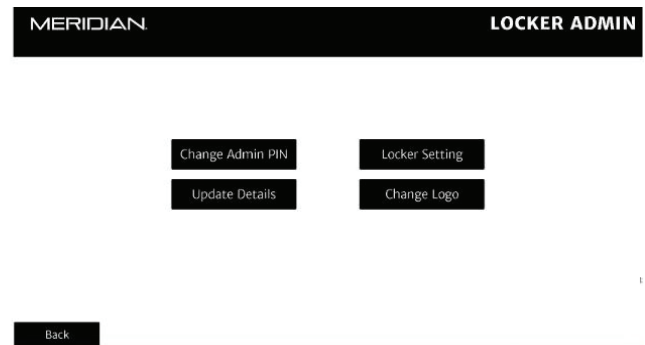 MERIDIAN.
LOCKER ADMIN
Change Admin PIN
Locker Setting
Update Details
Change Logo
Back